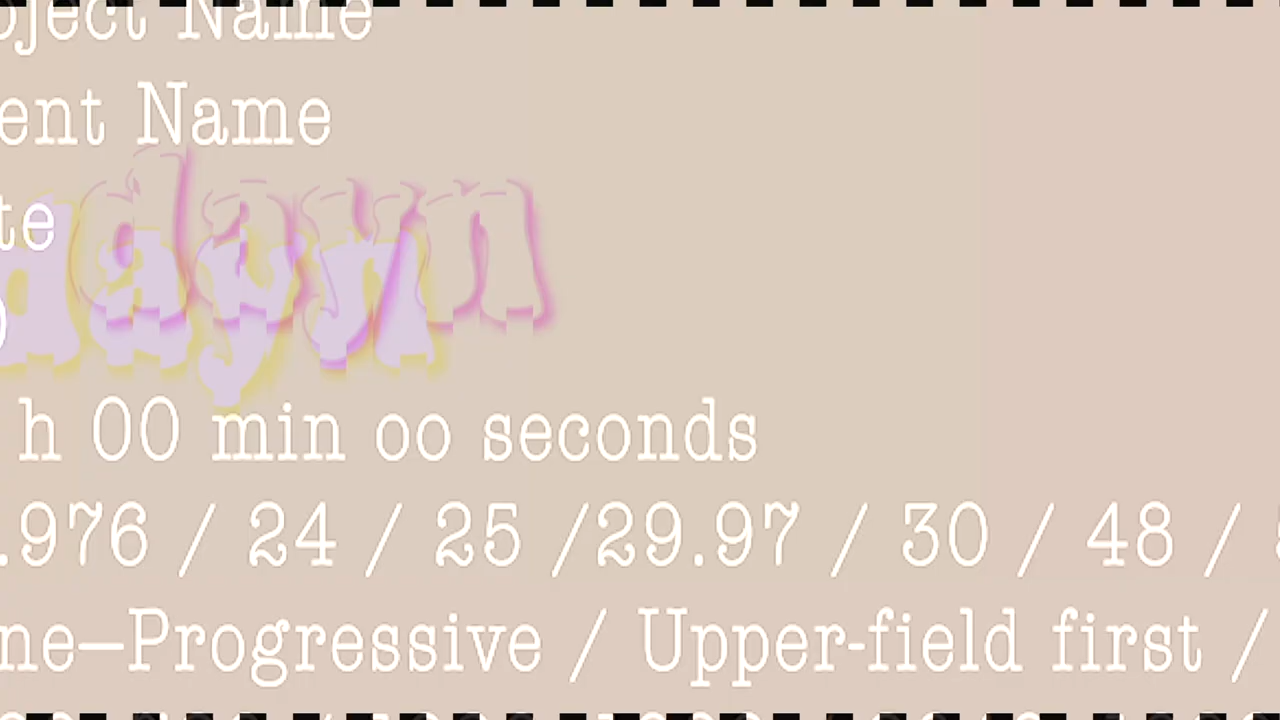 oject Name
ent Name
te
dayn
h 00 min oo seconds
.976 / 24 / 25 /29.97 / 30 / 48 /
ne—Progressive / Upper-field first /